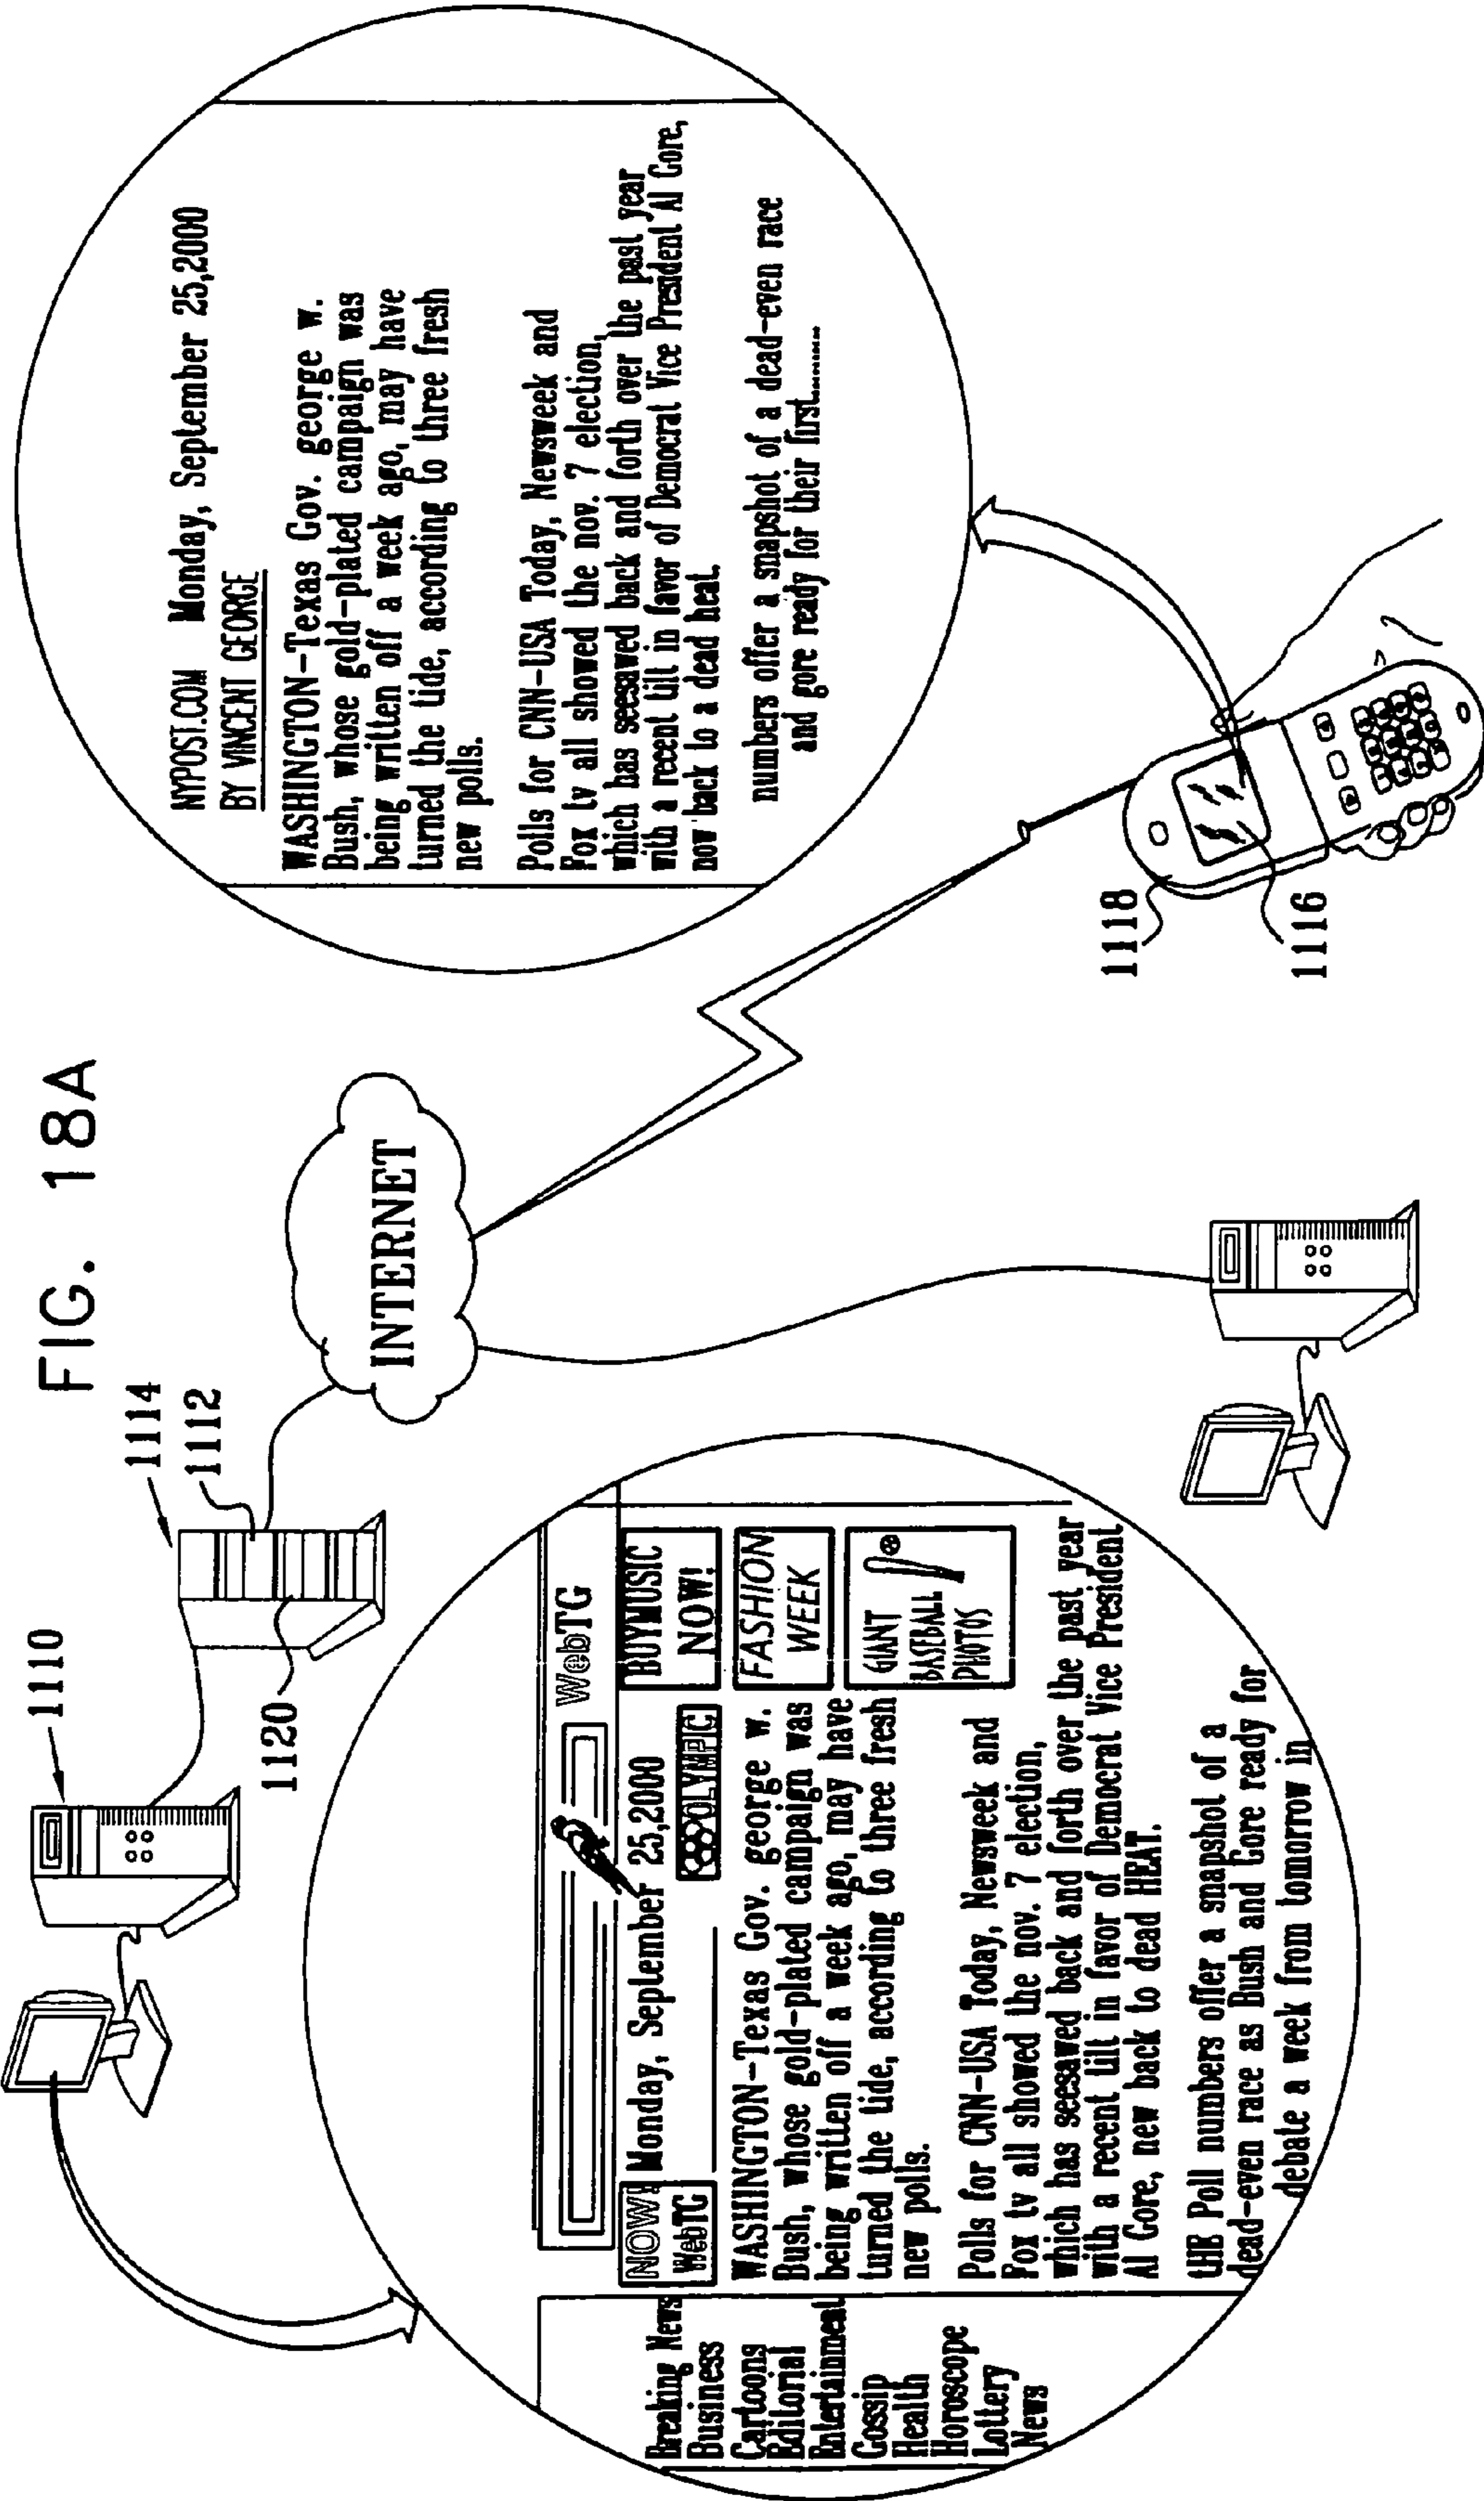 FIG. 18A
1110
1114
1112
1120
INTERNET
1118
1116
WebTG
NOW!
WebTC
Monday, September 25,2000
OLYMPIC
BUYMUSIC
NOW!
FASHION
WEEK
GIANT
BASEBALL
PHOTOS
Breaking News
Business
Cartoons
Editorial
Entertainment
Gossip
Health
Horoscope
Lottery
News
WASHINGTON-Texas Gov. george w.
Bush, whose gold-plated campaign was
being written off a week ago, may have
turned the tide, according to three fresh
new polls.
Polls for CNN-USA Today, Newsweek and
Fox tv all showed the nov. 7 election,
which has seesawed back and forth over the past year
with a recent tilt in favor of Democrat Vice President
Al Gore, new back to dead HEAT.
tHB Poll numbers offer a snapshot of a
dead-even race as Bush and Gore ready for
debate a week from tomorrow in
NYPOST.COM Monday, September 25,2000
BY VINCENT GEORGE
WASHINGTON-Texas Gov. george w.
Bush, whose gold-plated campaign was
being written off a week ago, may have
turned the tide, according to three fresh
new polls.
Polls for CNN-USA Today, Newsweek and
Fox tv all showed the nov. 7 election,
which has seesawed back and forth over the past year
with a recent tilt in favor of Democrat Vice President Al Gore,
now back to a dead heat.
numbers offer a snapshot of a dead-even race
and gore ready for their first..........